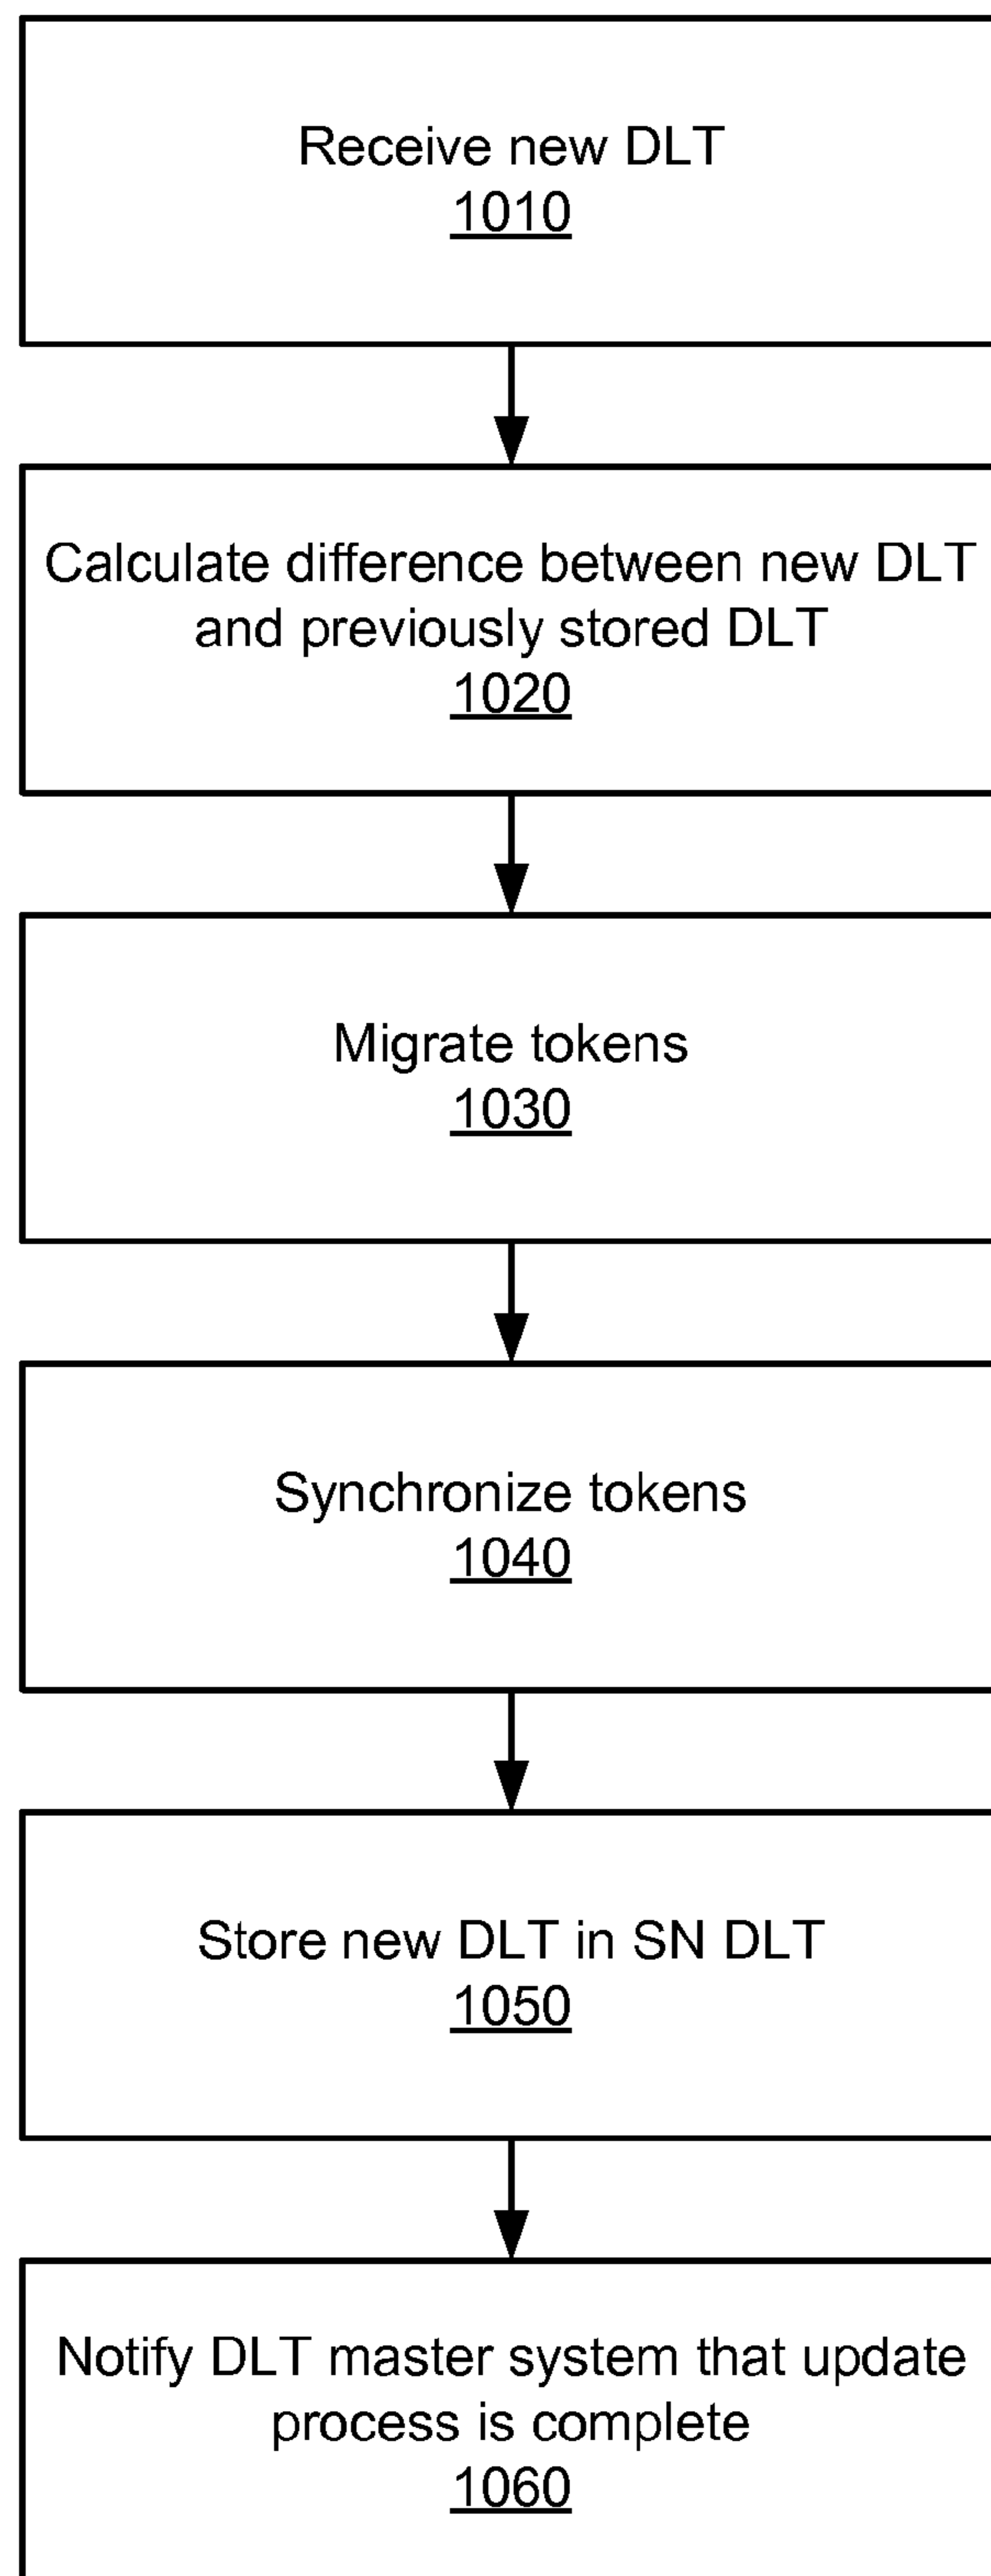 Receive new DLT
1010
Calculate difference between new DLT
and previously stored DLT
1020
Migrate tokens
1030
Synchronize tokens
1040
Store new DLT in SN DLT
1050
Notify DLT master system that update
process is complete
1060